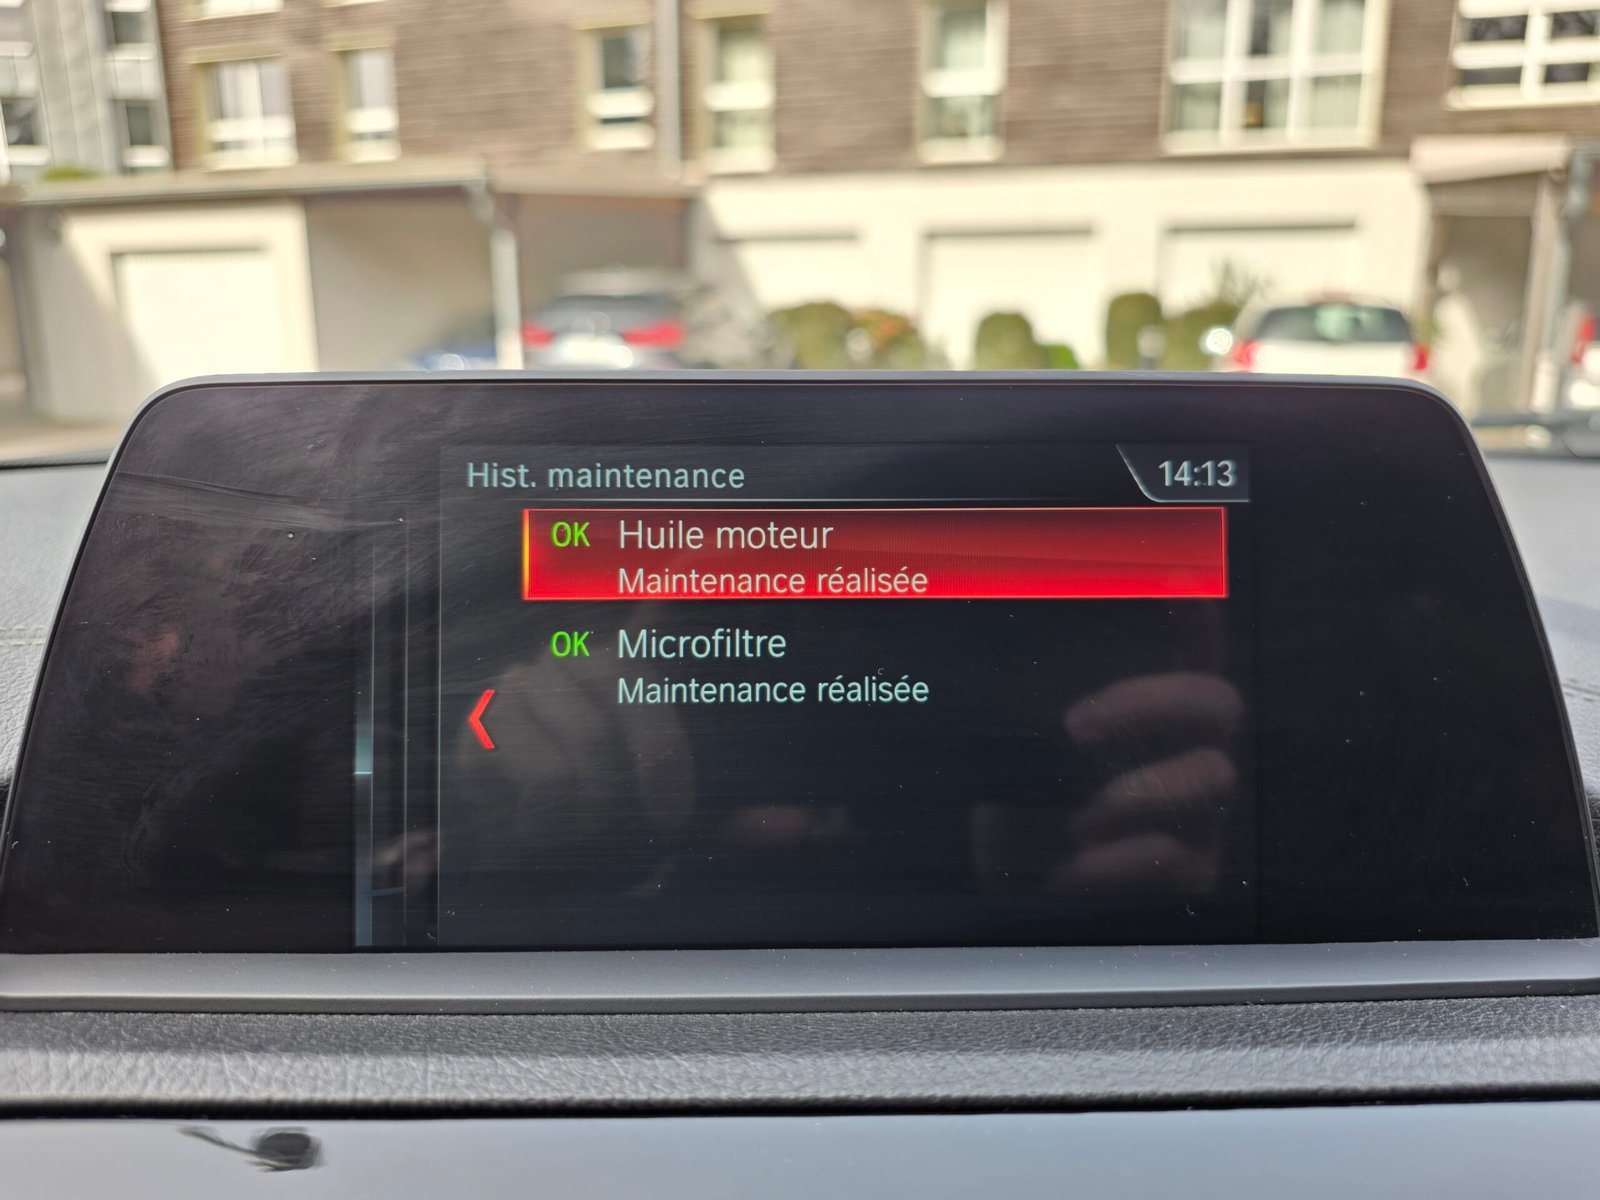 Hist. maintenance
14:13
OK Huile moteur
Maintenance réalisée
OK Microfiltre
Maintenance réalisée